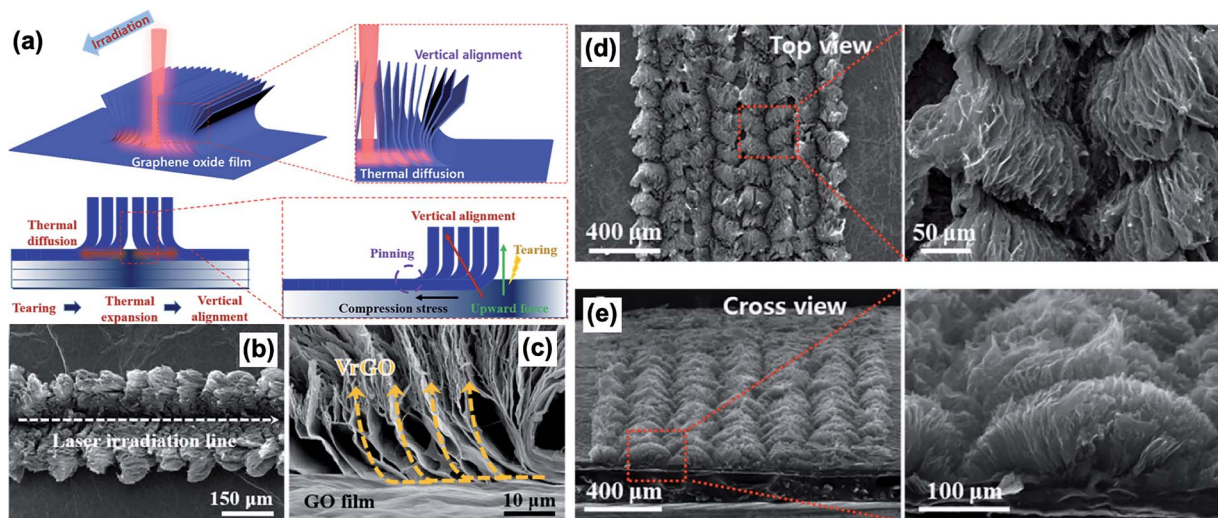 (a)
Irradiation
Graphene oxide film
Vertical alignment
Thermal diffusion
Thermal
diffusion
Tearing
Thermal
expansion
Vertical
alignment
Vertical alignment
Pinning
Tearing
Compression stress
Upward force
(b)
Laser irradiation line
150 µm
(c)
VrGO
GO film
10 µm
(d)
Top view
400 µm
50 µm
(e)
Cross view
400 µm
100 µm